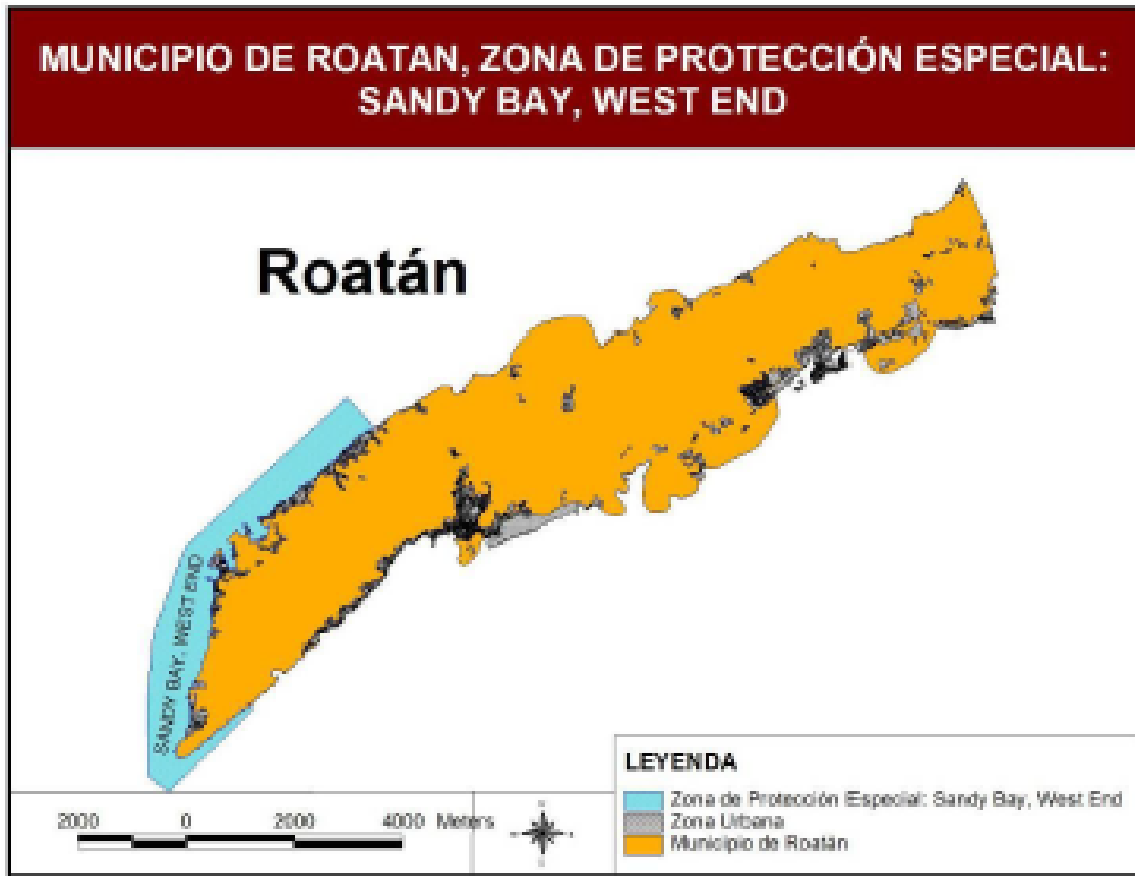 MUNICIPIO DE ROATAN, ZONA DE PROTECCIÓN ESPECIAL:
SANDY BAY, WEST END
Roatán
SANDY BAY, WEST END
LEYENDA
Zona de Protección Especial: Sandy Bay, West End
Zona Urbana
Municipio de Roatán
2000 0 2000 4000 Meters